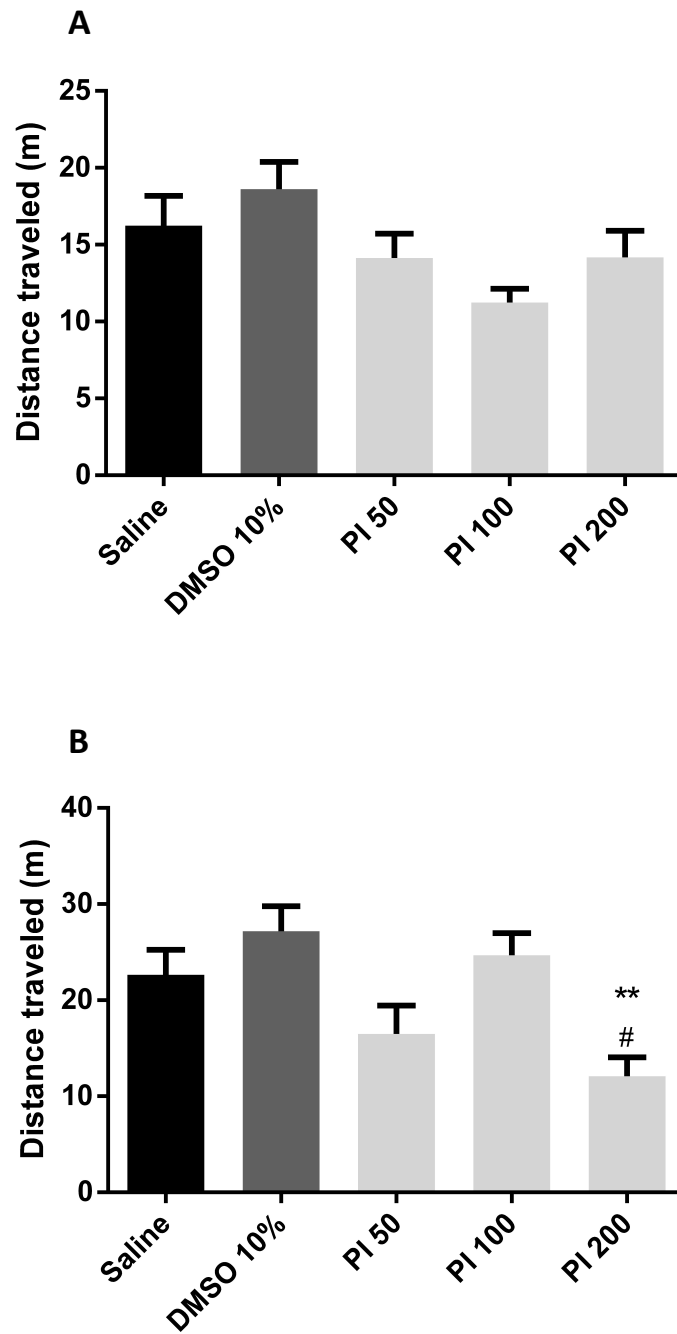 A
Distance traveled (m)
25
20
15
10
5
0
Saline
DMSO 10%
PI 50
PI 100
PI 200
B
Distance traveled (m)
40
30
20
10
0
**
#
Saline
DMSO 10%
PI 50
PI 100
PI 200